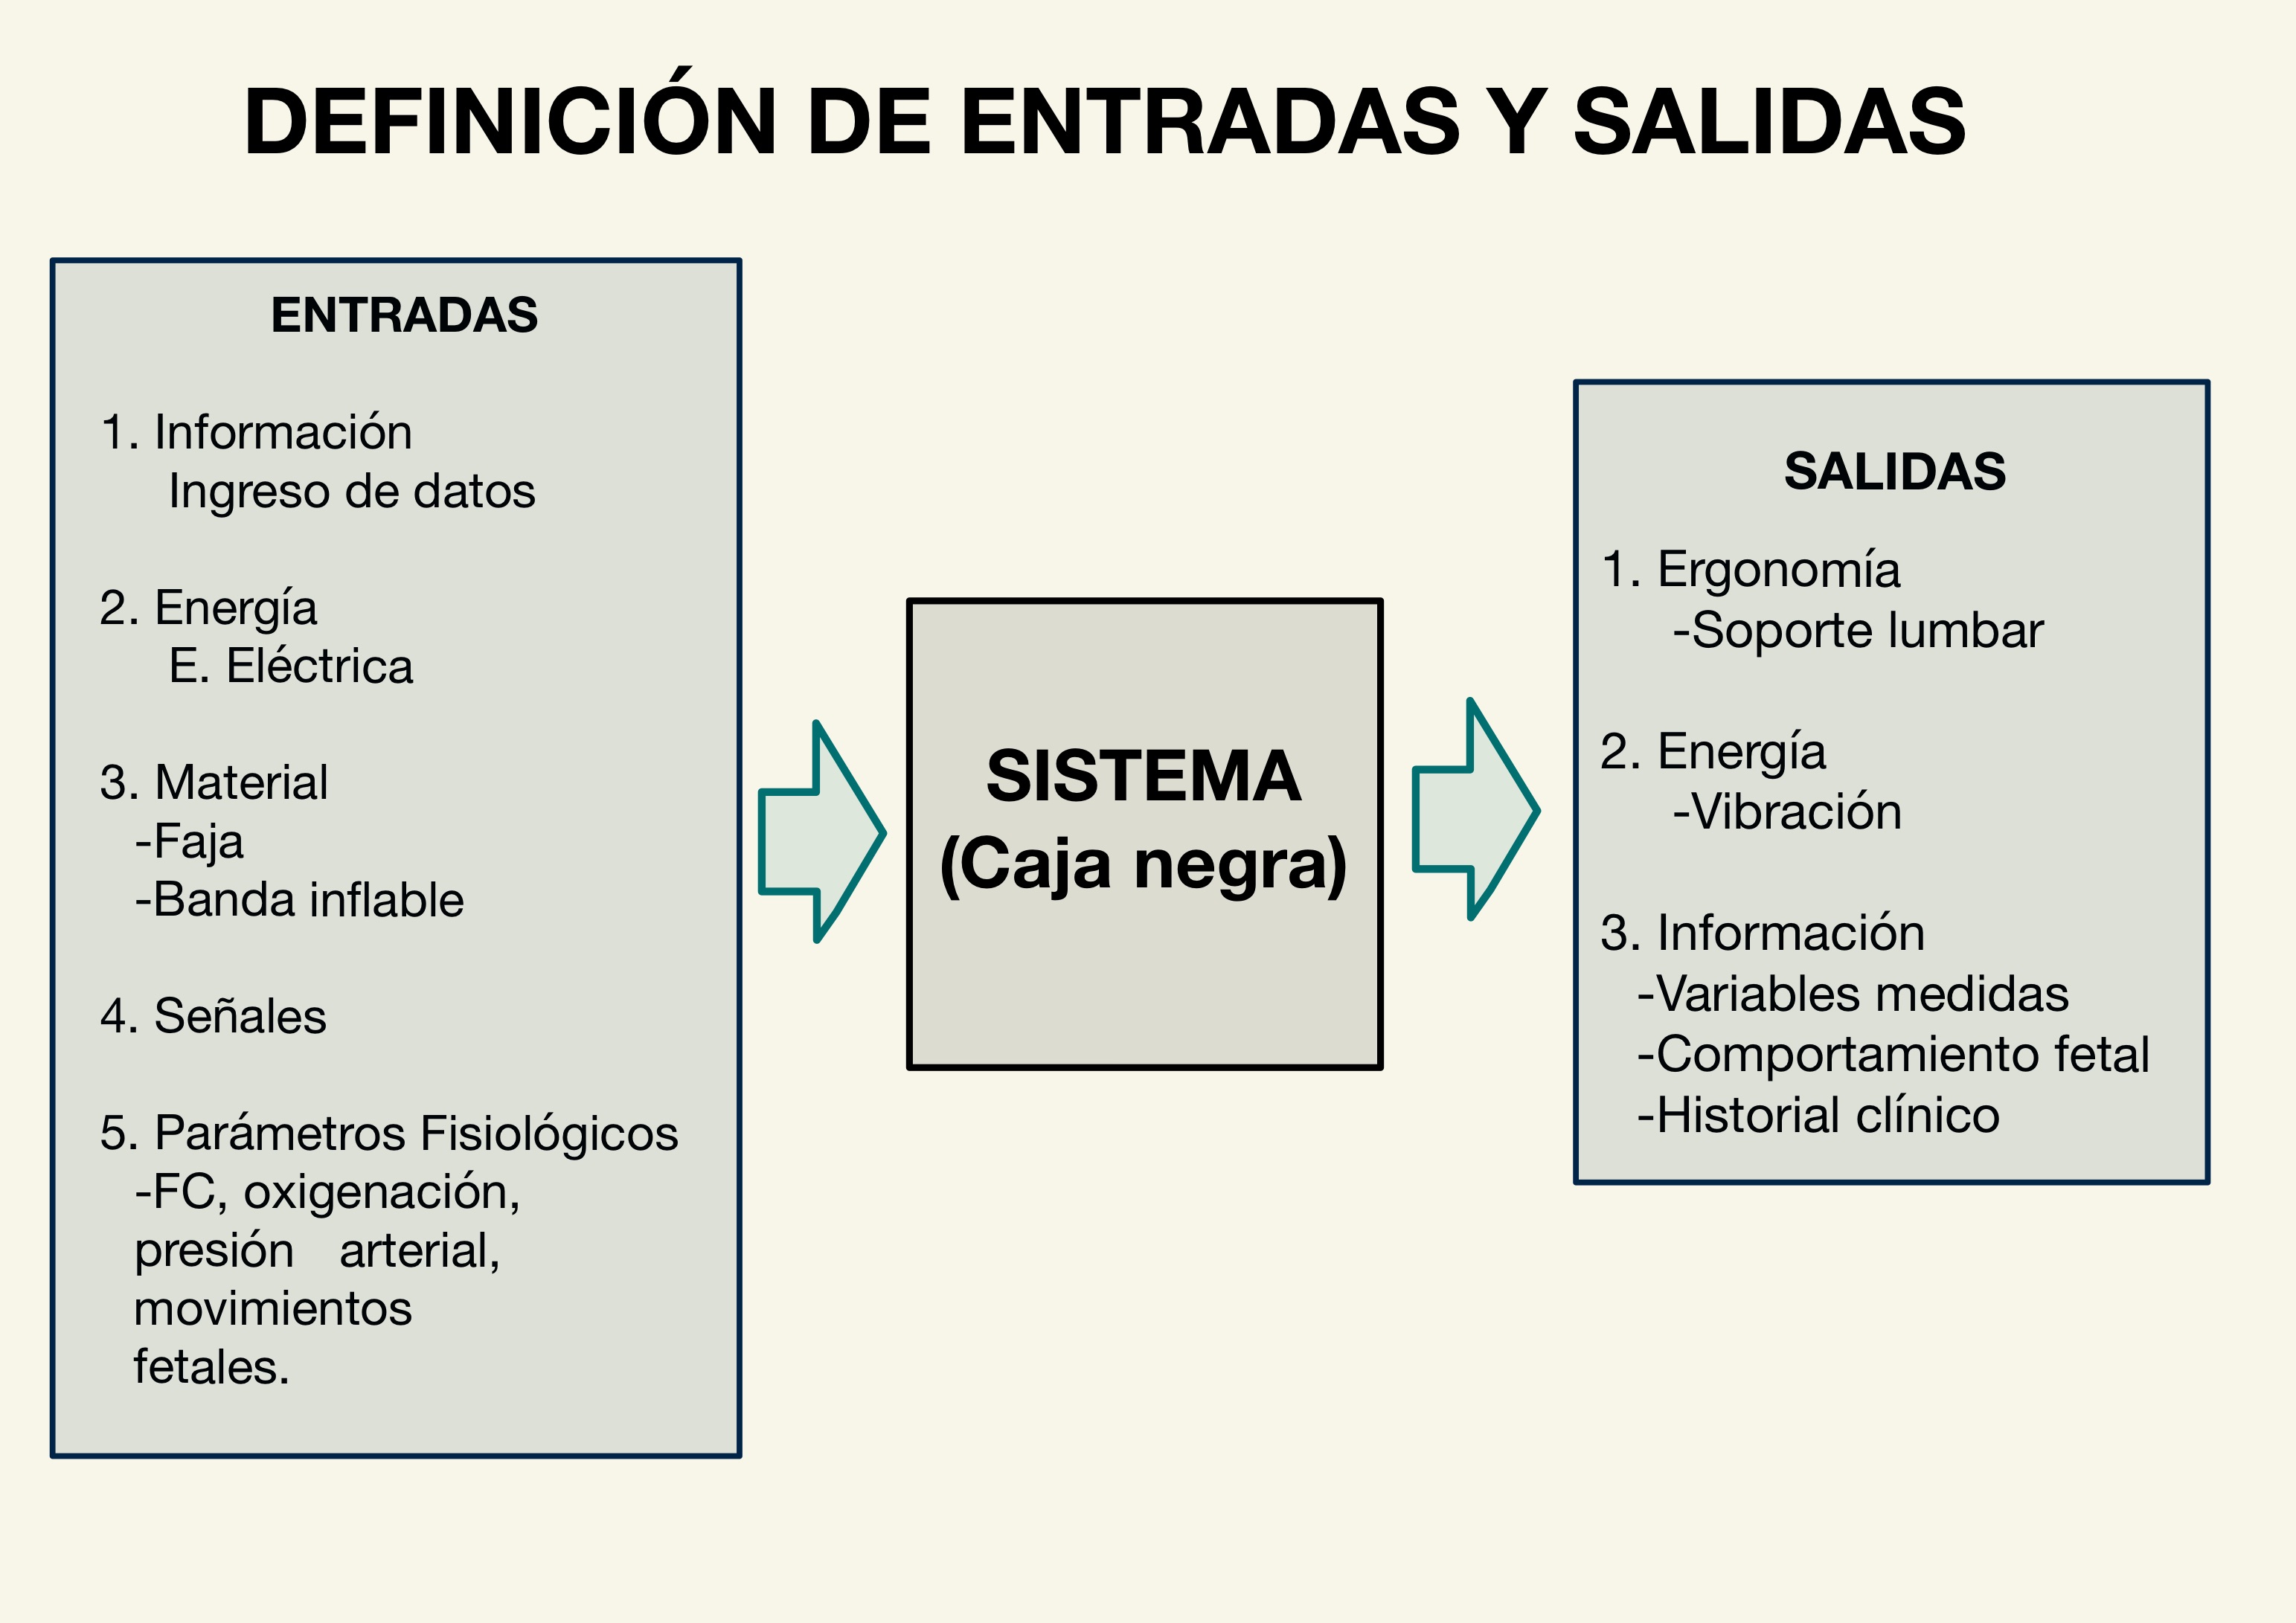 DEFINICIÓN DE ENTRADAS Y SALIDAS
ENTRADAS
1. Información
Ingreso de datos
2. Energía
E. Eléctrica
3. Material
-Faja
-Banda inflable
4. Señales
5. Parámetros Fisiológicos
-FC, oxigenación,
presión arterial,
movimientos
fetales.
SISTEMA
(Caja negra)
SALIDAS
1. Ergonomía
-Soporte lumbar
2. Energía
-Vibración
3. Información
-Variables medidas
-Comportamiento fetal
-Historial clínico